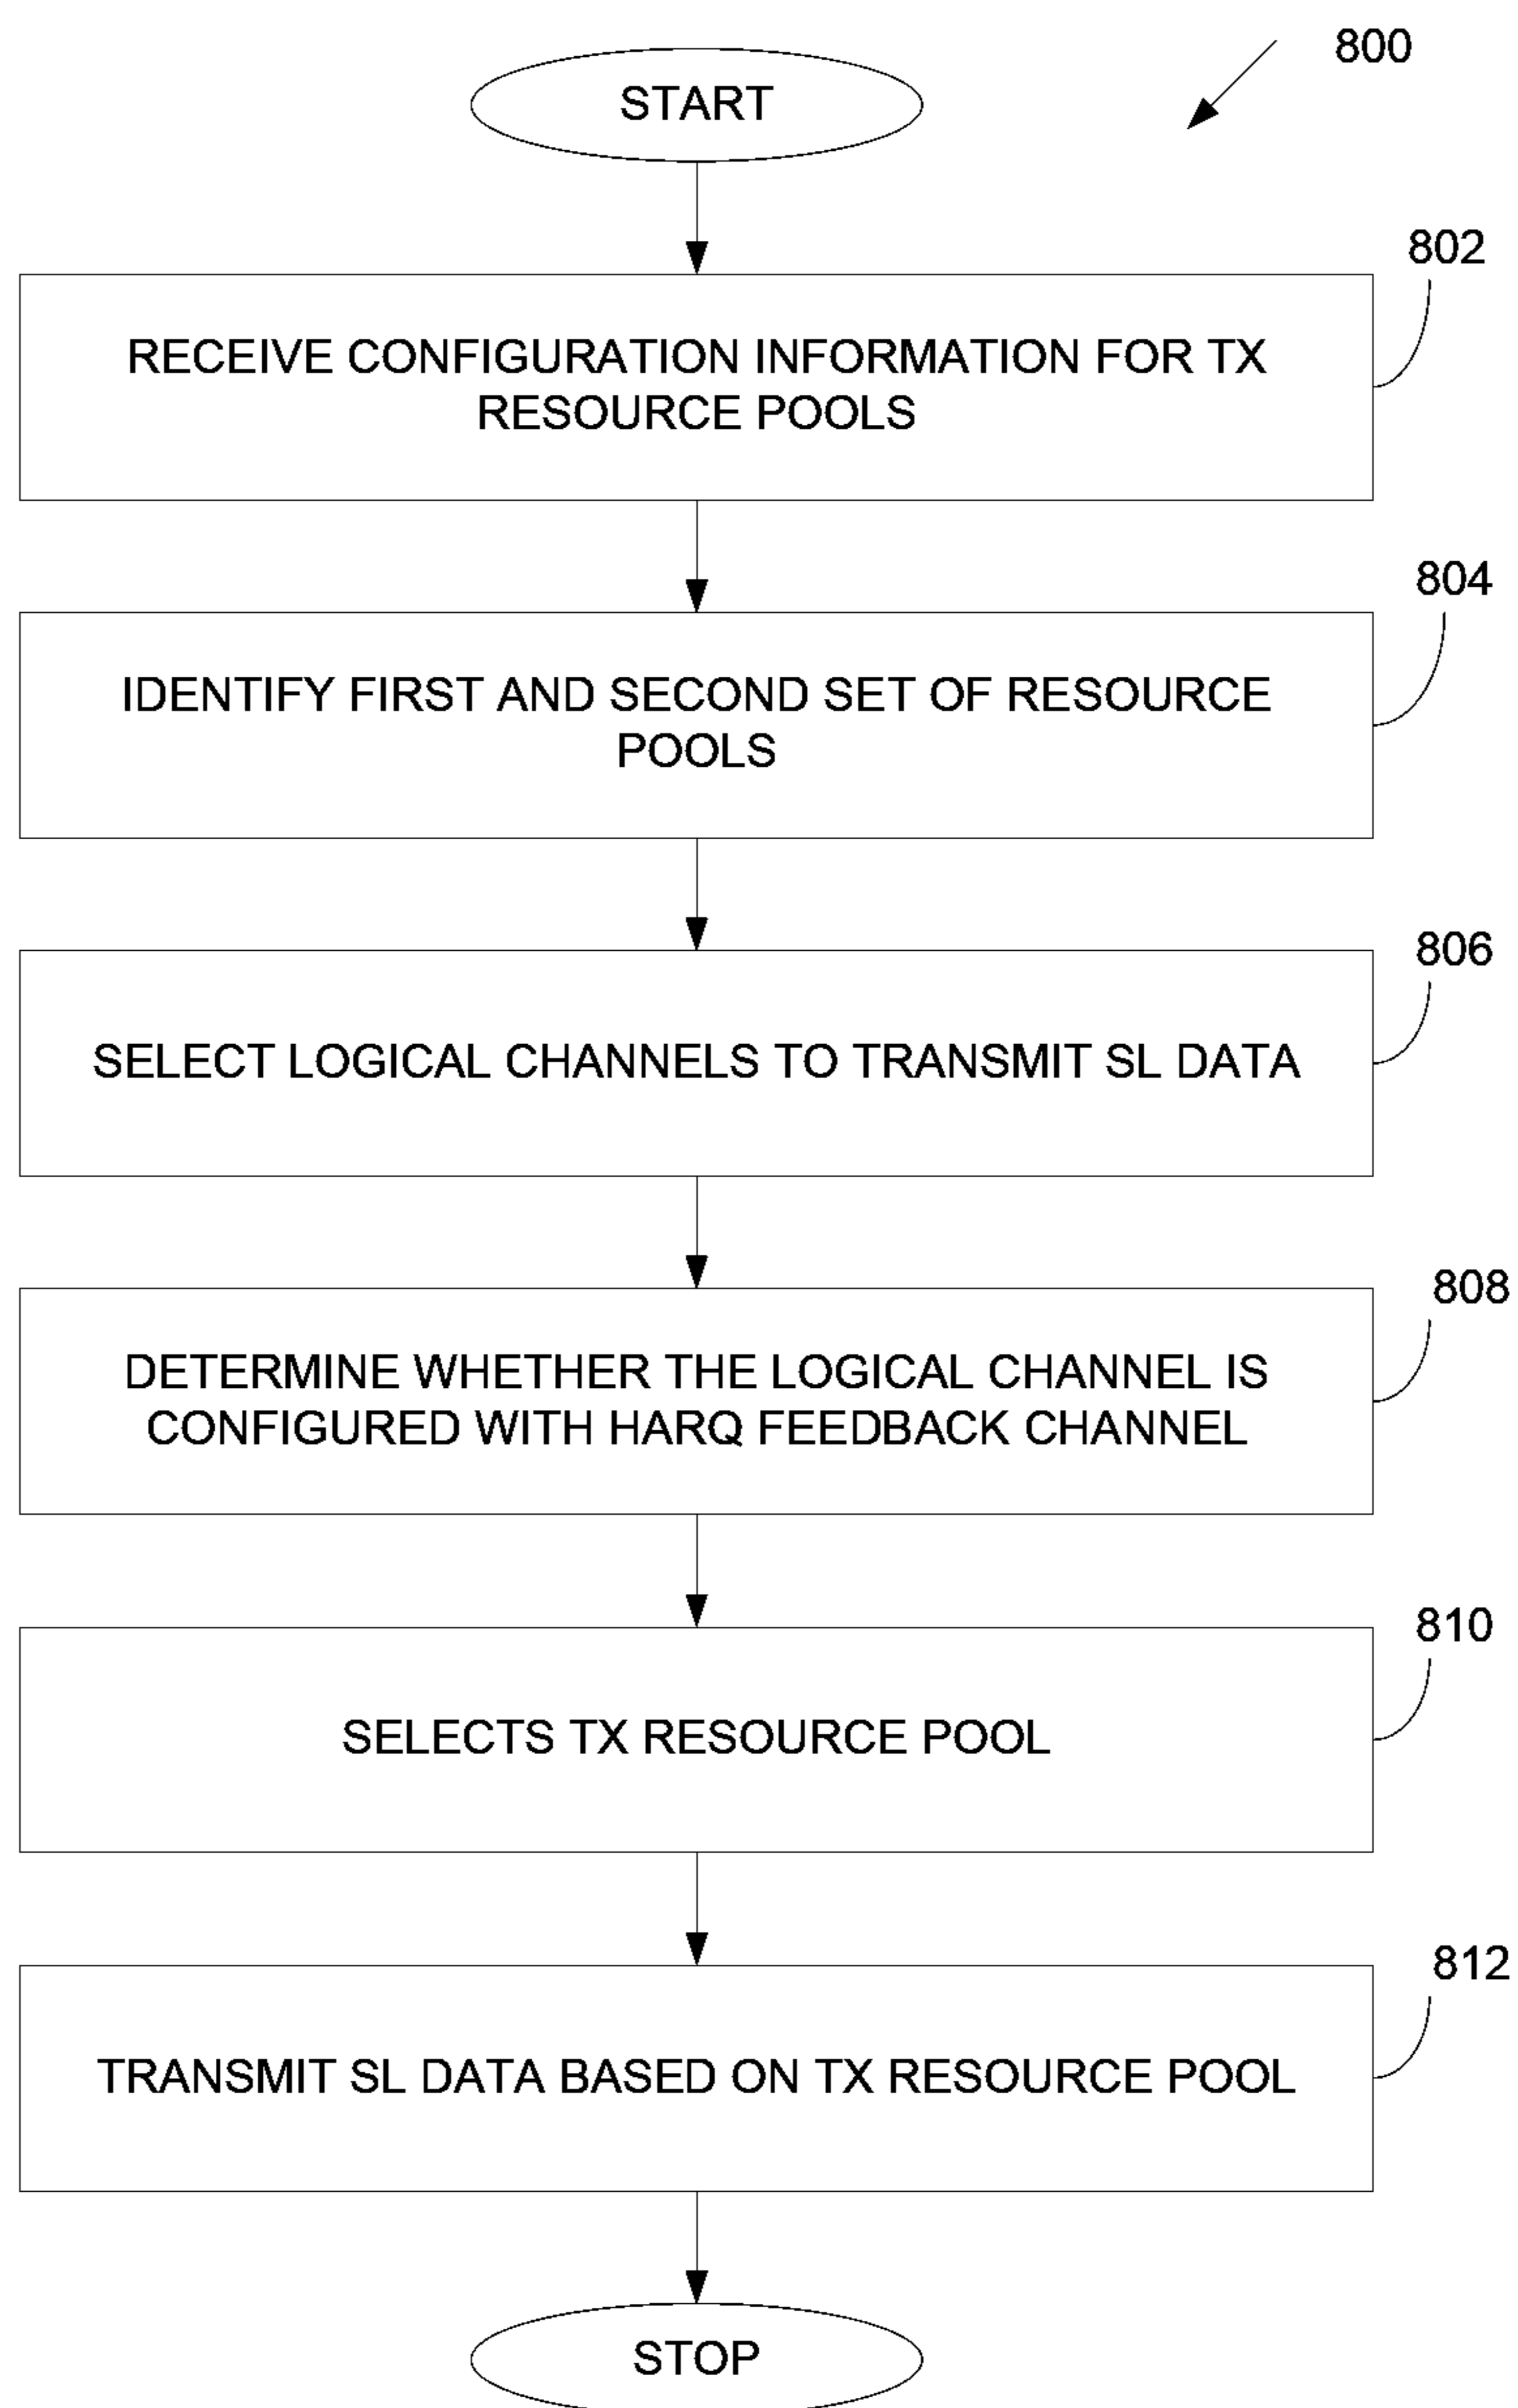 800
START
802
RECEIVE CONFIGURATION INFORMATION FOR TX
RESOURCE POOLS
804
IDENTIFY FIRST AND SECOND SET OF RESOURCE
POOLS
806
SELECT LOGICAL CHANNELS TO TRANSMIT SL DATA
808
DETERMINE WHETHER THE LOGICAL CHANNEL IS
CONFIGURED WITH HARQ FEEDBACK CHANNEL
810
SELECTS TX RESOURCE POOL
812
TRANSMIT SL DATA BASED ON TX RESOURCE POOL
STOP